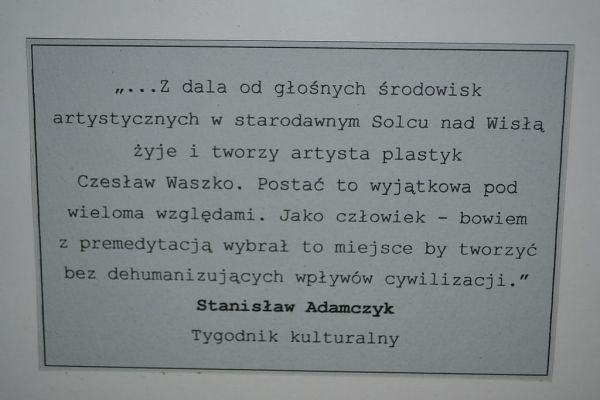 „...Z dala od głośnych środowisk
artystycznych w starodawnym Solcu nad Wisłą
żyje i tworzy artysta plastyk
Czesław Waszko. Postać to wyjątkowa pod
wieloma względami. Jako człowiek – bowiem
z premedytacją wybrał to miejsce by tworzyć
bez dehumanizujących wpływów cywilizacji.”
Stanisław Adamczyk
Tygodnik kulturalny